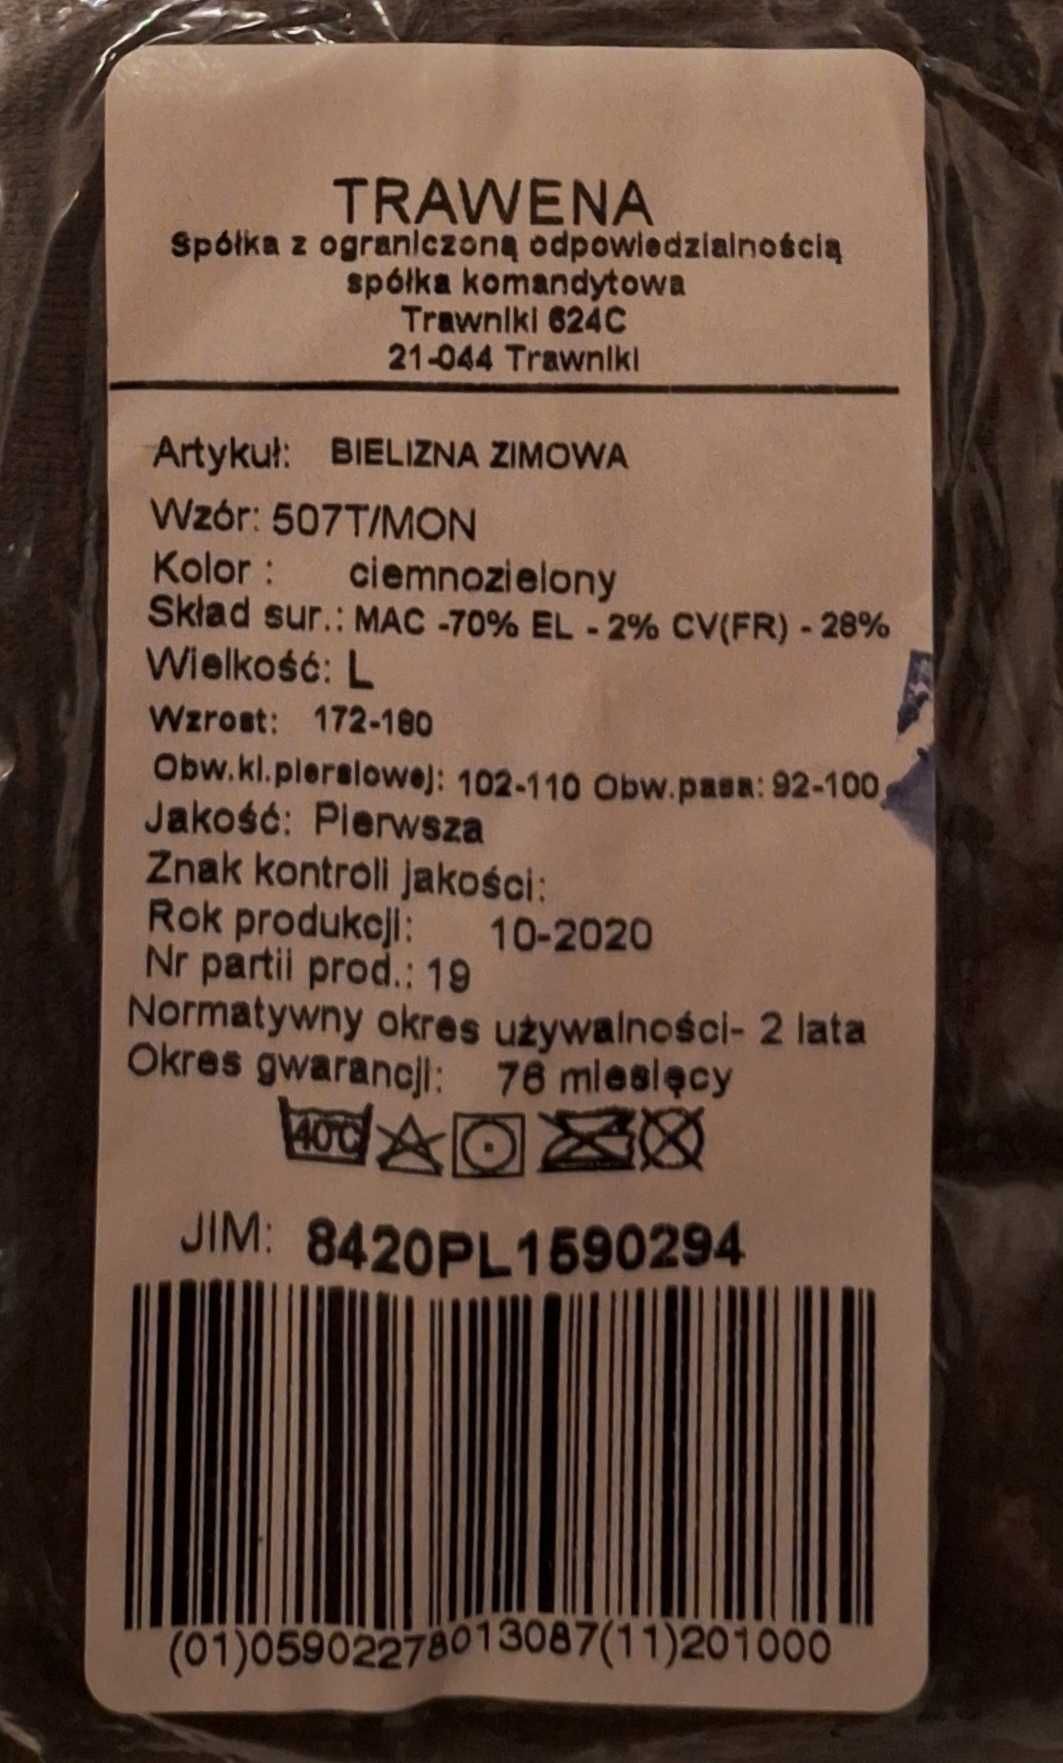 TRAWENA
Spółka z ograniczoną odpowiedzialnością
spółka komandytowa
Trawniki 624C
21-044 Trawniki
Artykuł: BIELIZNA ZIMOWA
Wzór: 507T/MON
Kolor : ciemnozielony
Skład sur.: MAC -70% EL - 2% CV(FR) - 28%
Wielkość: L
Wzrost: 172-180
Obw.kl.piersiowej: 102-110 Obw.pasa: 92-100
Jakość: Pierwsza
Znak kontroli jakości:
Rok produkcji: 10-2020
Nr partii prod.: 19
Normatywny okres używalności- 2 lata
Okres gwarancji: 76 miesięcy
40°C
JIM: 8420PL1590294
(01)05902278013087(11)201000